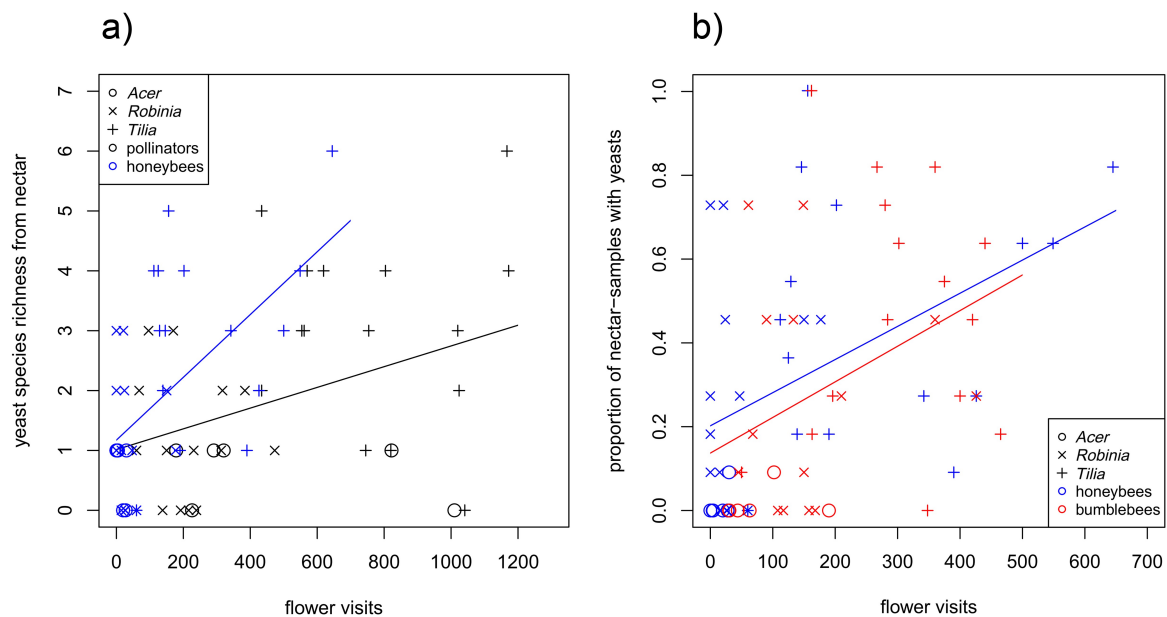 a)
Acer
Robinia
Tilia
pollinators
honeybees
yeast species richness from nectar
7
6
5
4
3
2
1
0
0 200 400 600 800 1000 1200
flower visits
b)
proportion of nectar−samples with yeasts
1.0
0.8
0.6
0.4
0.2
0.0
Acer
Robinia
Tilia
honeybees
bumblebees
0 100 200 300 400 500 600 700
flower visits